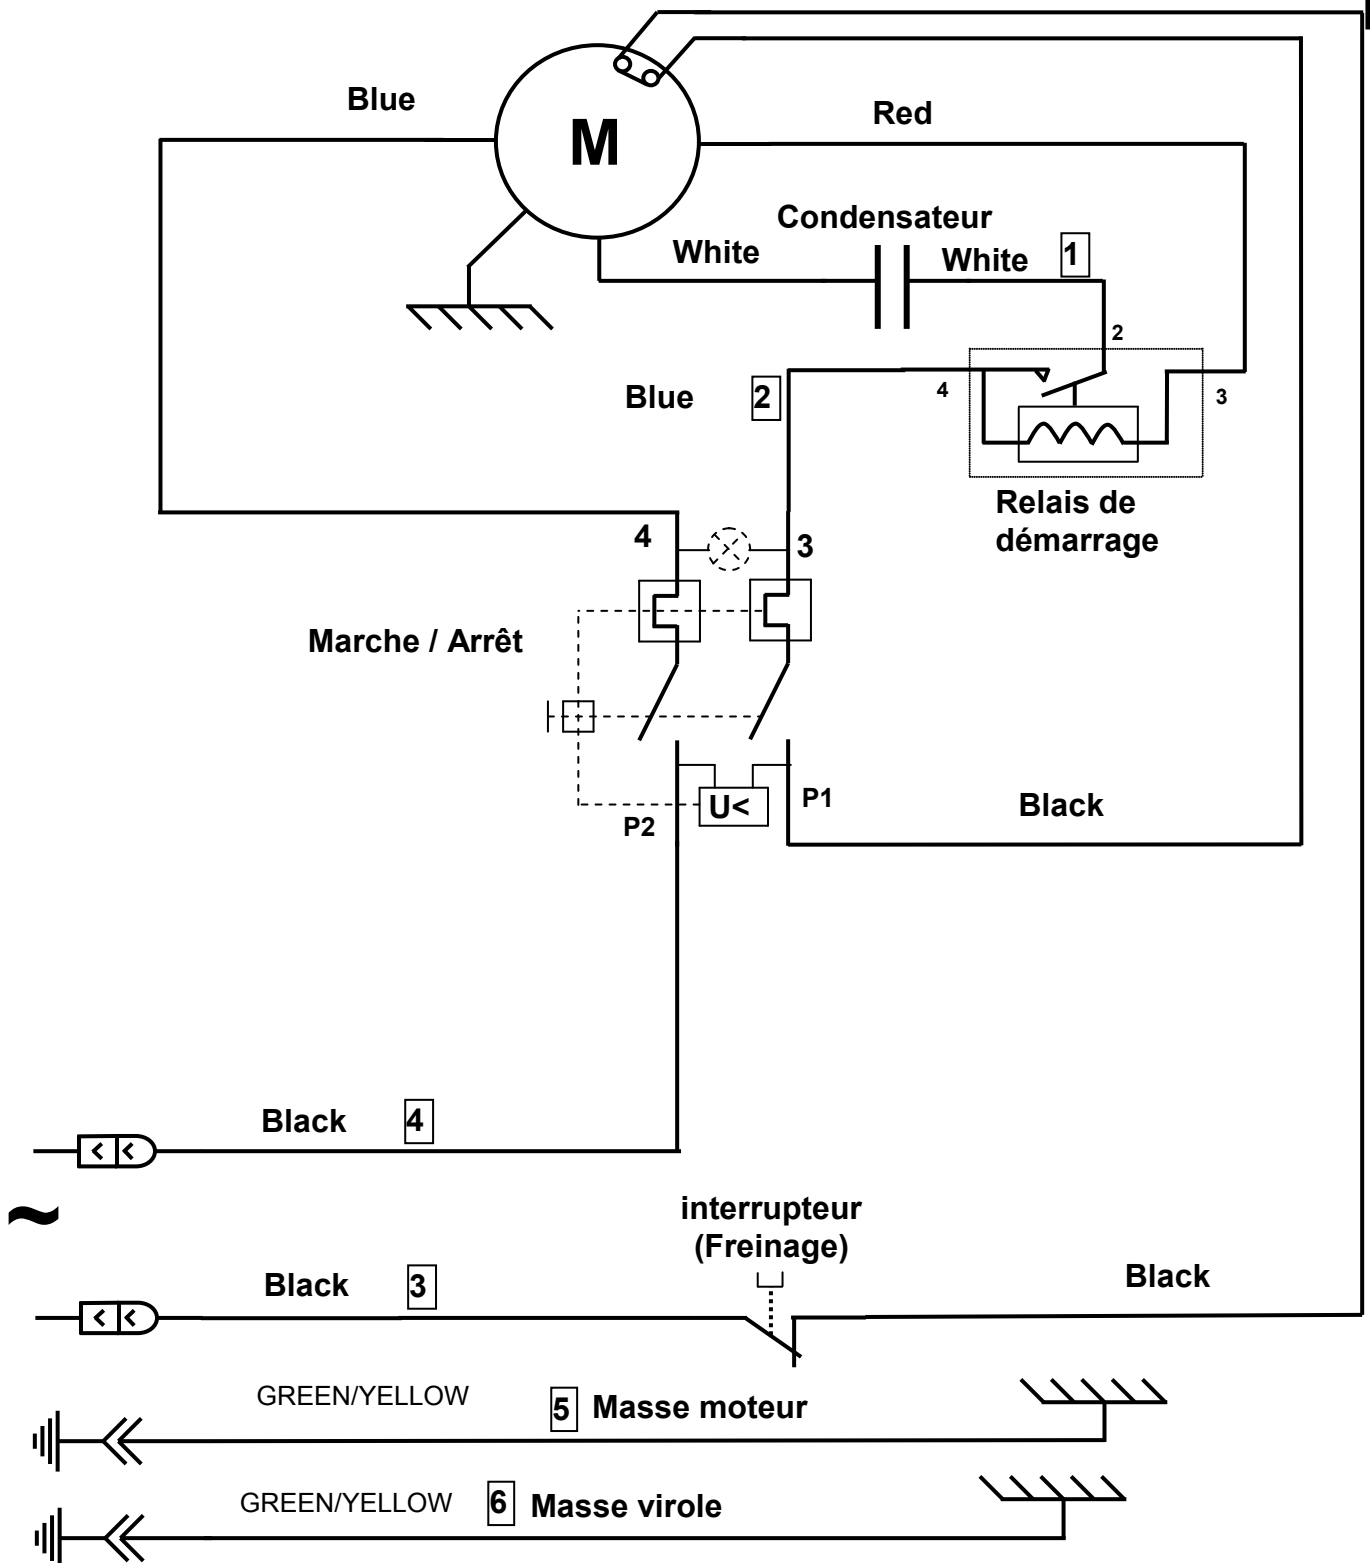 Blue
M
Red
Condensateur
White
White
1
2
Blue
2
4
3
Relais de
démarrage
4
3
Marche / Arrêt
U<
P1
P2
Black
Black
4
~
interrupteur
(Freinage)
Black
3
Black
GREEN/YELLOW
5
Masse moteur
GREEN/YELLOW
6
Masse virole